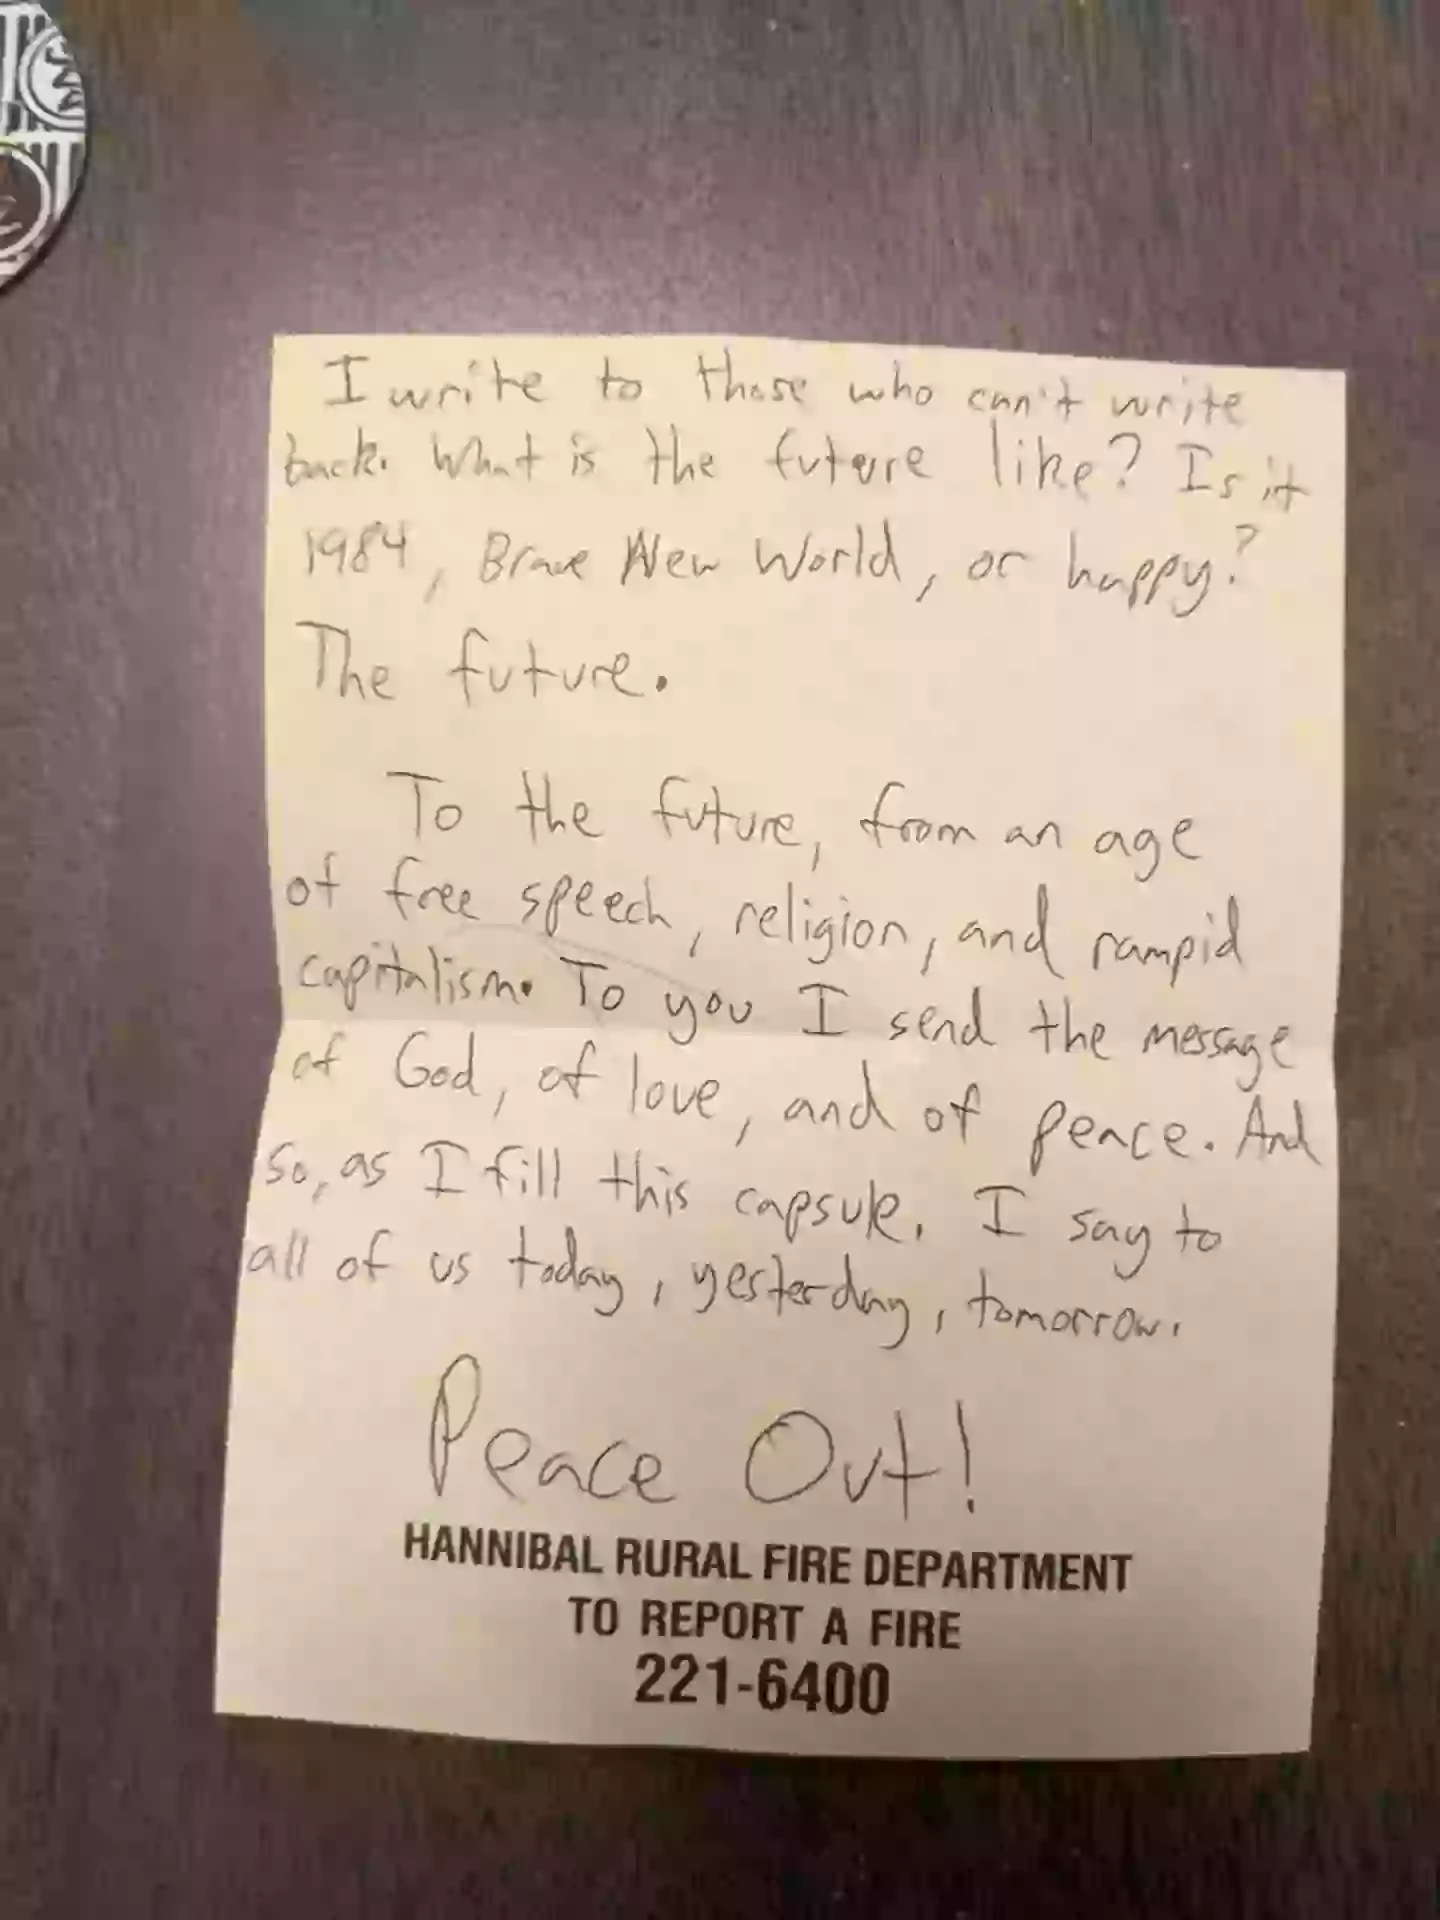 I write to those who can't write
back. What is the future like? Is it
1984, Brave New World, or happy?
The future.
To the future, from an age
of free speech, religion, and rampid
capitalism. To you I send the message
of God, of love, and of peace. And
so, as I fill this capsule, I say to
all of us today, yesterday, tomorrow.
Peace Out!
HANNIBAL RURAL FIRE DEPARTMENT
TO REPORT A FIRE
221-6400